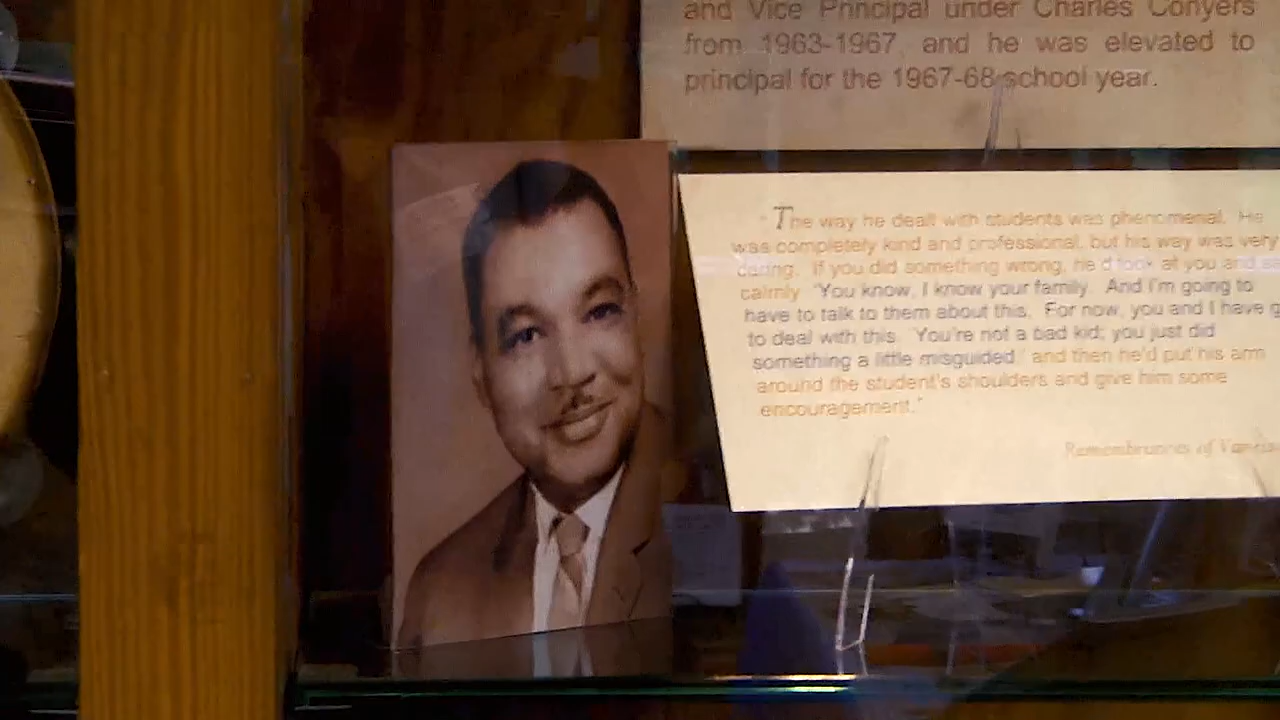 and Vice Principal under Charles Conyers
from 1963-1967 and he was elevated to
principal for the 1967-68 school year.
"The way he dealt with students was phenomenal. He
was completely kind and professional, but his way was very
caring. If you did something wrong, he'd look at you and
calmly 'You know, I know your family. And I'm going to
have to talk to them about this. For now, you and I have
to deal with this. You're not a bad kid; you just did
something a little misguided,' and then he'd put his arm
around the student's shoulders and give him some
encouragement."
Remembrances of